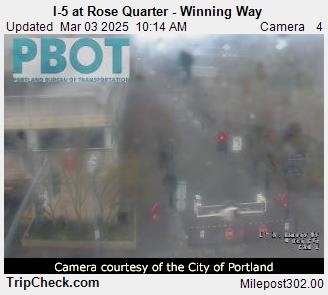 I-5 at Rose Quarter - Winning Way
Updated Mar 03 2025 10:14 AM Camera 4
PBOT
PORTLAND BUREAU OF TRANSPORTATION
Camera courtesy of the City of Portland
TripCheck.com Milepost302.00